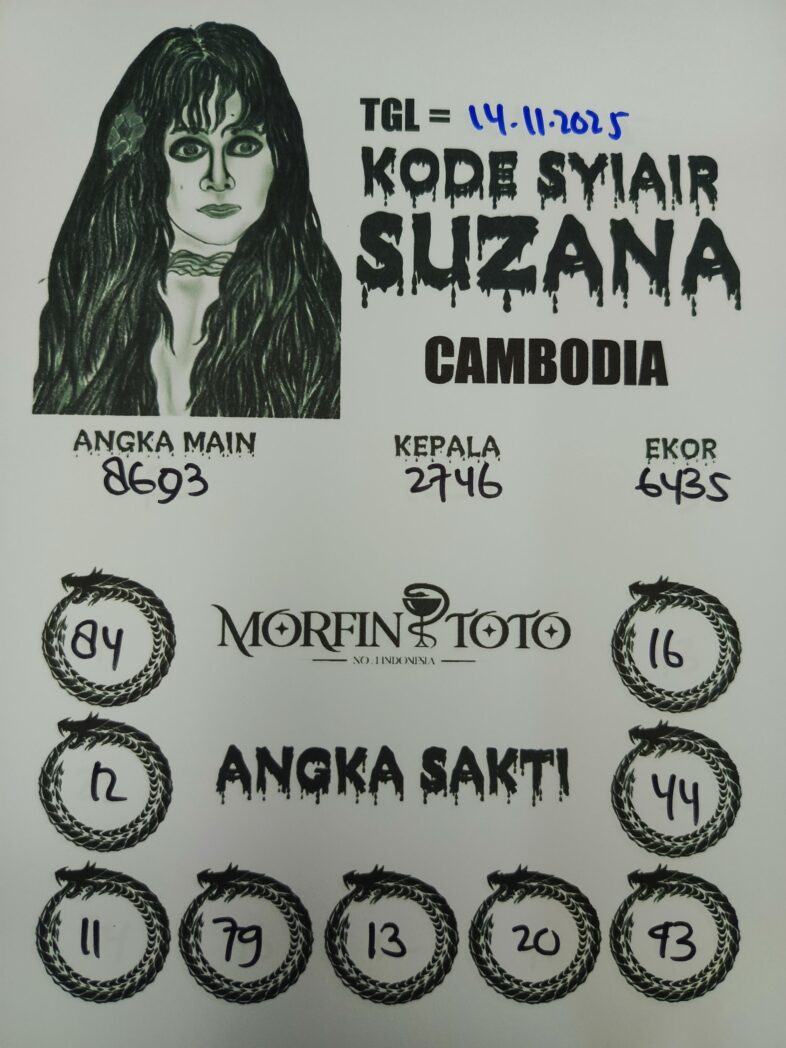 TGL = 14.11.2025
KODE SYIAIR
SUZANA
CAMBODIA
ANGKA MAIN KEPALA EKOR
8693 2746 6435
MORFIN TOTO
NO.1 INDONESIA
84 16
ANGKA SAKTI
12 44
11 79 13 20 93